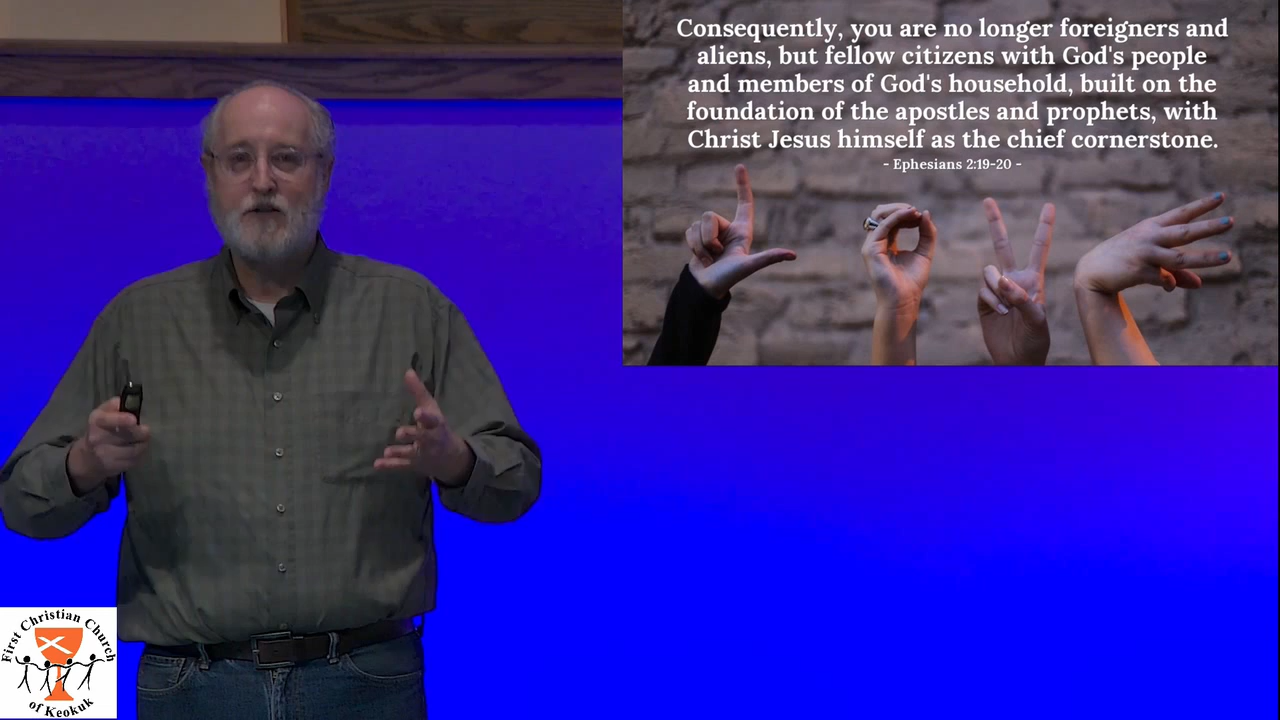 Consequently, you are no longer foreigners and
aliens, but fellow citizens with God's people
and members of God's household, built on the
foundation of the apostles and prophets, with
Christ Jesus himself as the chief cornerstone.
- Ephesians 2:19-20 -
First Christian Church
of Keokuk